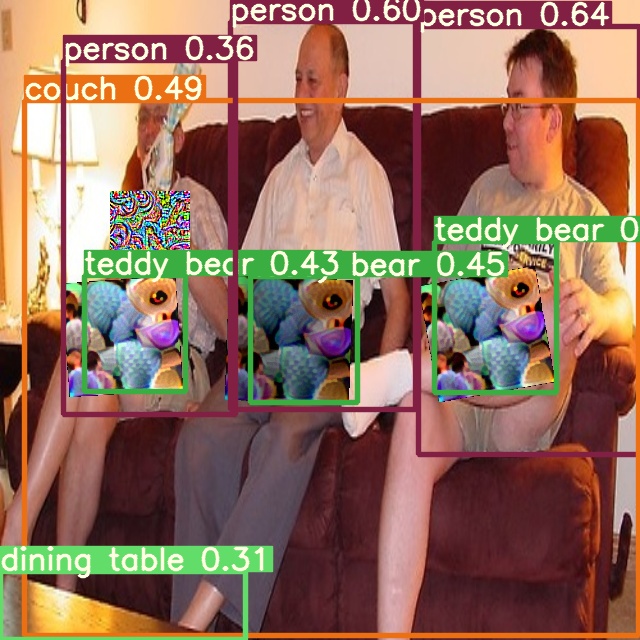 person 0.60
person 0.64
person 0.36
couch 0.49
teddy bear 0
teddy bear 0.43
bear 0.45
SERVICE
dining table 0.31